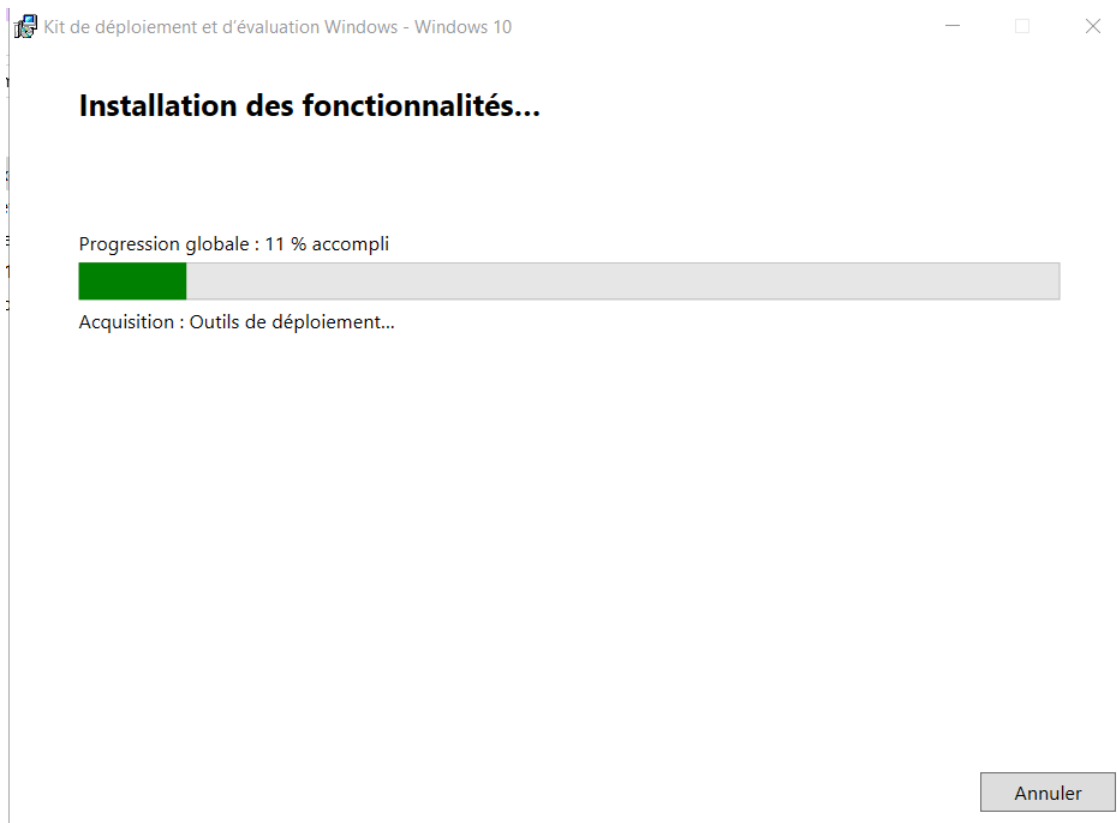 Kit de déploiement et d'évaluation Windows - Windows 10
Installation des fonctionnalités...
Progression globale : 11 % accompli
Acquisition : Outils de déploiement...
Annuler